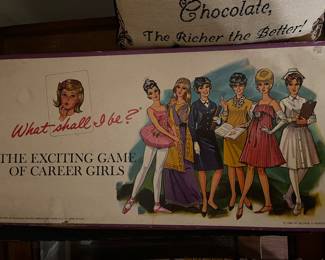 Chocolate,
The Richer the Better!
What shall I be?
THE EXCITING GAME
OF CAREER GIRLS